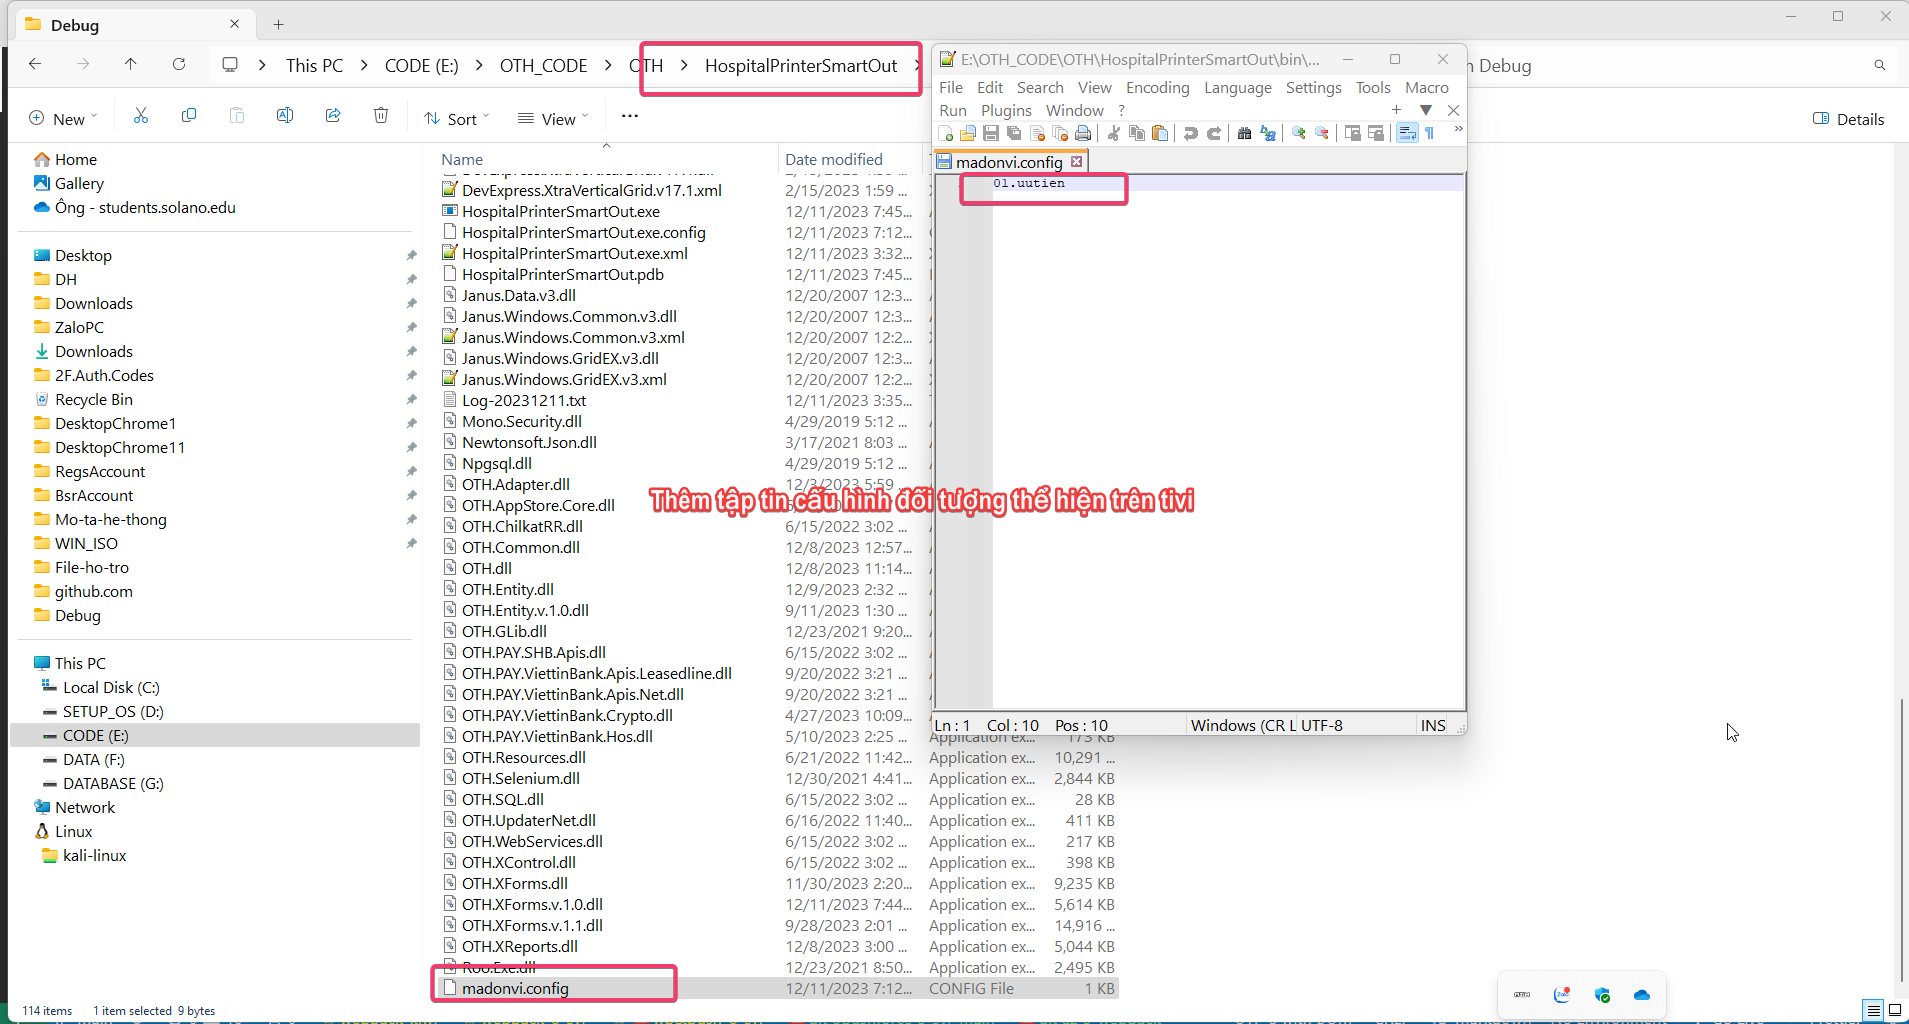 Debug
This PC > CODE (E:) > OTH_CODE > OTH > HospitalPrinterSmartOut >
Debug
New
Sort
View
Details
Home
Gallery
Ông - students.solano.edu
Desktop
DH
Downloads
ZaloPC
Downloads
2F.Auth.Codes
Recycle Bin
DesktopChrome1
DesktopChrome11
RegsAccount
BsrAccount
Mo-ta-he-thong
WIN_ISO
File-ho-tro
github.com
Debug
This PC
Local Disk (C:)
SETUP_OS (D:)
CODE (E:)
DATA (F:)
DATABASE (G:)
Network
Linux
kali-linux
Name Date modified
DevExpress.XtraVerticalGrid.v17.1.xml 2/15/2023 1:59 ...
HospitalPrinterSmartOut.exe 12/11/2023 7:45...
HospitalPrinterSmartOut.exe.config 12/11/2023 7:12...
HospitalPrinterSmartOut.exe.xml 12/11/2023 3:32...
HospitalPrinterSmartOut.pdb 12/11/2023 7:45...
Janus.Data.v3.dll 12/20/2007 12:3...
Janus.Windows.Common.v3.dll 12/20/2007 12:3...
Janus.Windows.Common.v3.xml 12/20/2007 12:2...
Janus.Windows.GridEX.v3.dll 12/20/2007 12:3...
Janus.Windows.GridEX.v3.xml 12/20/2007 12:2...
Log-20231211.txt 12/11/2023 3:35...
Mono.Security.dll 4/29/2019 5:12 ...
Newtonsoft.Json.dll 3/17/2021 8:03 ...
Npgsql.dll 4/29/2019 5:12 ...
OTH.Adapter.dll 12/3/2023 5:59 ...
OTH.AppStore.Core.dll
OTH.ChilkatRR.dll 6/15/2022 3:02 ...
OTH.Common.dll 12/8/2023 12:57...
OTH.dll 12/8/2023 11:14...
OTH.Entity.dll 12/9/2023 2:32 ...
OTH.Entity.v.1.0.dll 9/11/2023 1:30 ...
OTH.GLib.dll 12/23/2021 9:20...
OTH.PAY.SHB.Apis.dll 6/15/2022 3:02 ...
OTH.PAY.ViettinBank.Apis.Leasedline.dll 9/20/2022 3:21 ...
OTH.PAY.ViettinBank.Apis.Net.dll 9/20/2022 3:21 ...
OTH.PAY.ViettinBank.Crypto.dll 4/27/2023 10:09...
OTH.PAY.ViettinBank.Hos.dll 5/10/2023 2:25 ... Application ex... 173 KB
OTH.Resources.dll 6/21/2022 11:42... Application ex... 10,291 ...
OTH.Selenium.dll 12/30/2021 4:41... Application ex... 2,844 KB
OTH.SQL.dll 6/15/2022 3:02 ... Application ex... 28 KB
OTH.UpdaterNet.dll 6/16/2022 11:40... Application ex... 411 KB
OTH.WebServices.dll 6/15/2022 3:02 ... Application ex... 217 KB
OTH.XControl.dll 6/15/2022 3:02 ... Application ex... 398 KB
OTH.XForms.dll 11/30/2023 2:20... Application ex... 9,235 KB
OTH.XForms.v.1.0.dll 12/11/2023 7:44... Application ex... 5,614 KB
OTH.XForms.v.1.1.dll 9/28/2023 2:01 ... Application ex... 14,916 ...
OTH.XReports.dll 12/8/2023 3:00 ... Application ex... 5,044 KB
Roo.Exe.dll 12/23/2021 8:50... Application ex... 2,495 KB
madonvi.config 12/11/2023 7:12... CONFIG File 1 KB
Thêm tập tin cấu hình đối tượng thể hiện trên tivi
E:\OTH_CODE\OTH\HospitalPrinterSmartOut\bin\...
File Edit Search View Encoding Language Settings Tools Macro
Run Plugins Window ?
madonvi.config
01.uutien
Ln : 1 Col : 10 Pos : 10 Windows (CR L UTF-8 INS
114 items 1 item selected 9 bytes